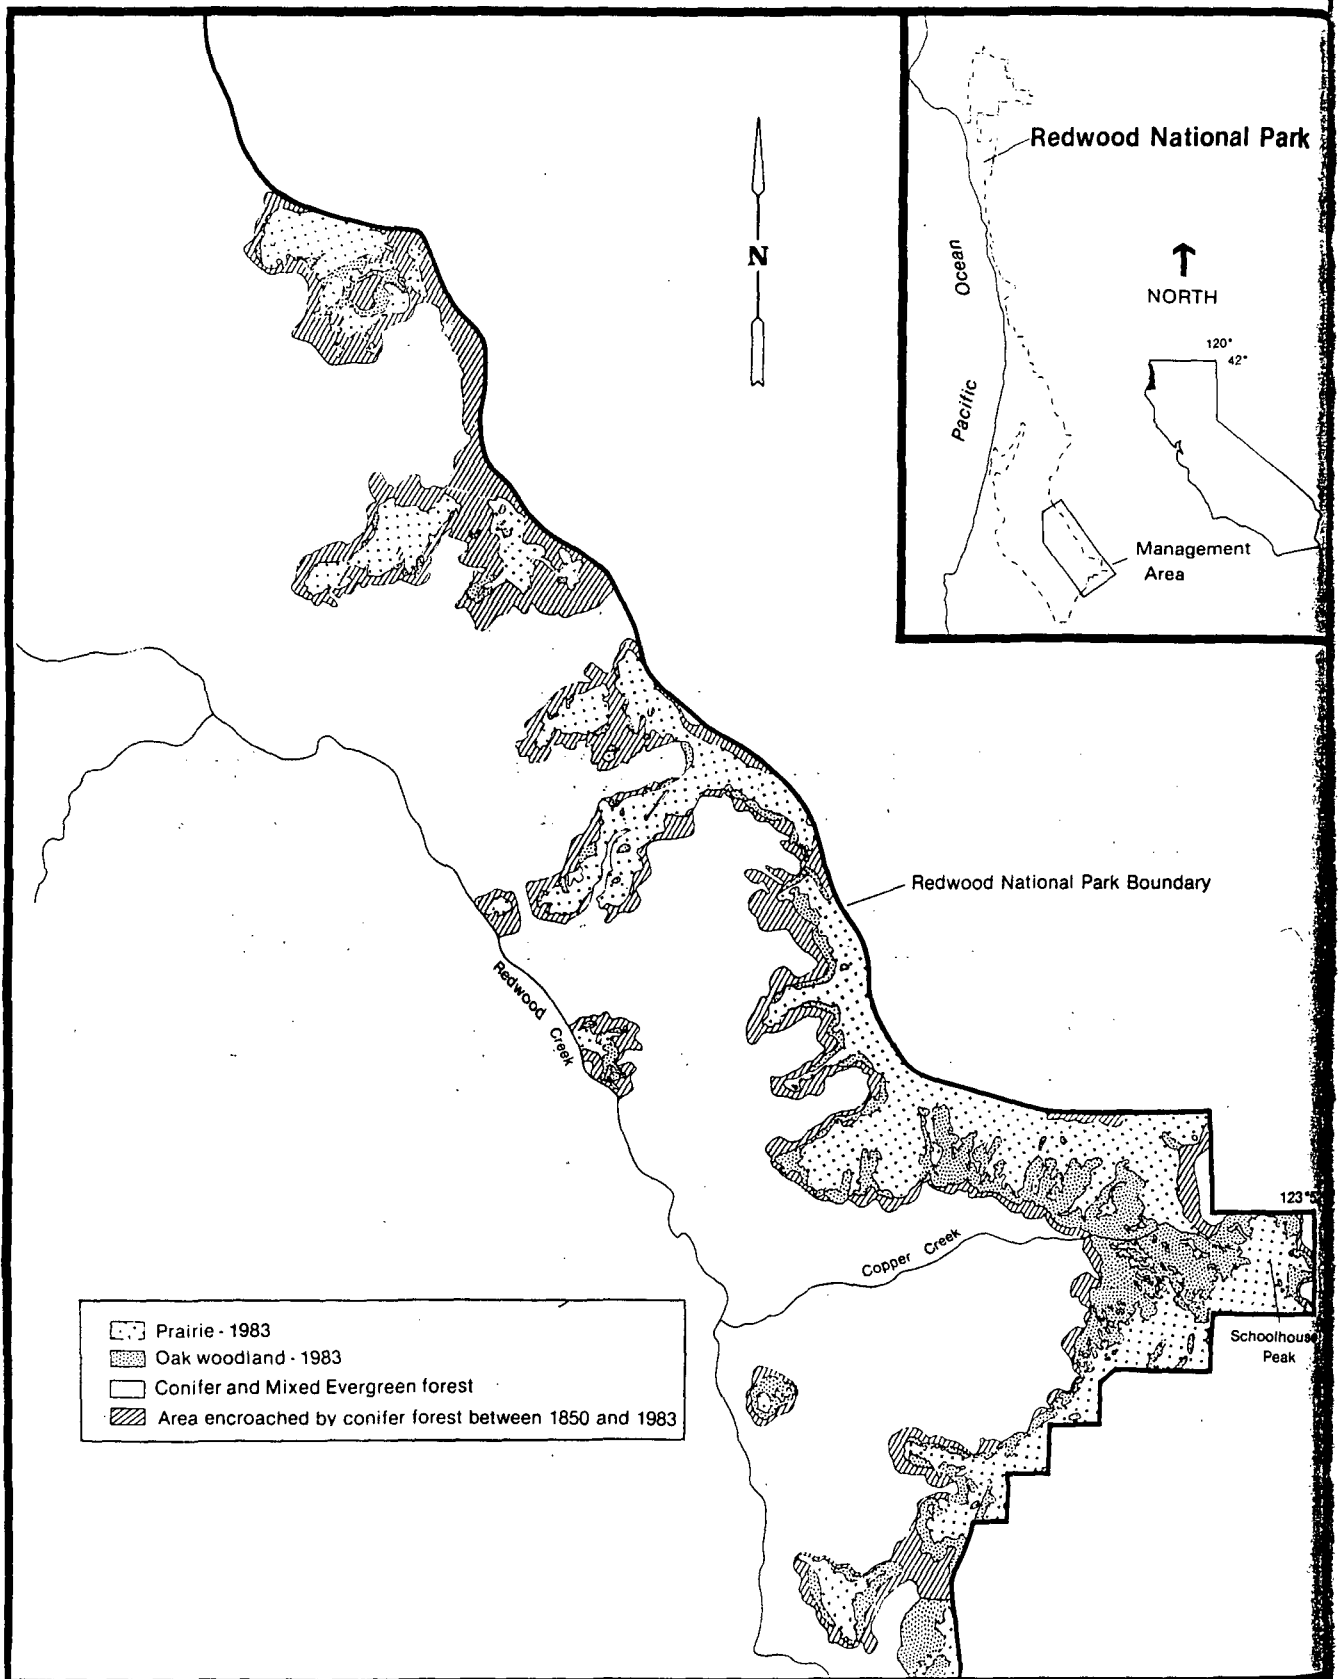 Redwood National Park
N
Ocean
Pacific
NORTH
120°
42°
Management
Area
Redwood National Park Boundary
Redwood Creek
123°5
Copper Creek
Schoolhouse
Peak
Prairie - 1983
Oak woodland - 1983
Conifer and Mixed Evergreen forest
Area encroached by conifer forest between 1850 and 1983